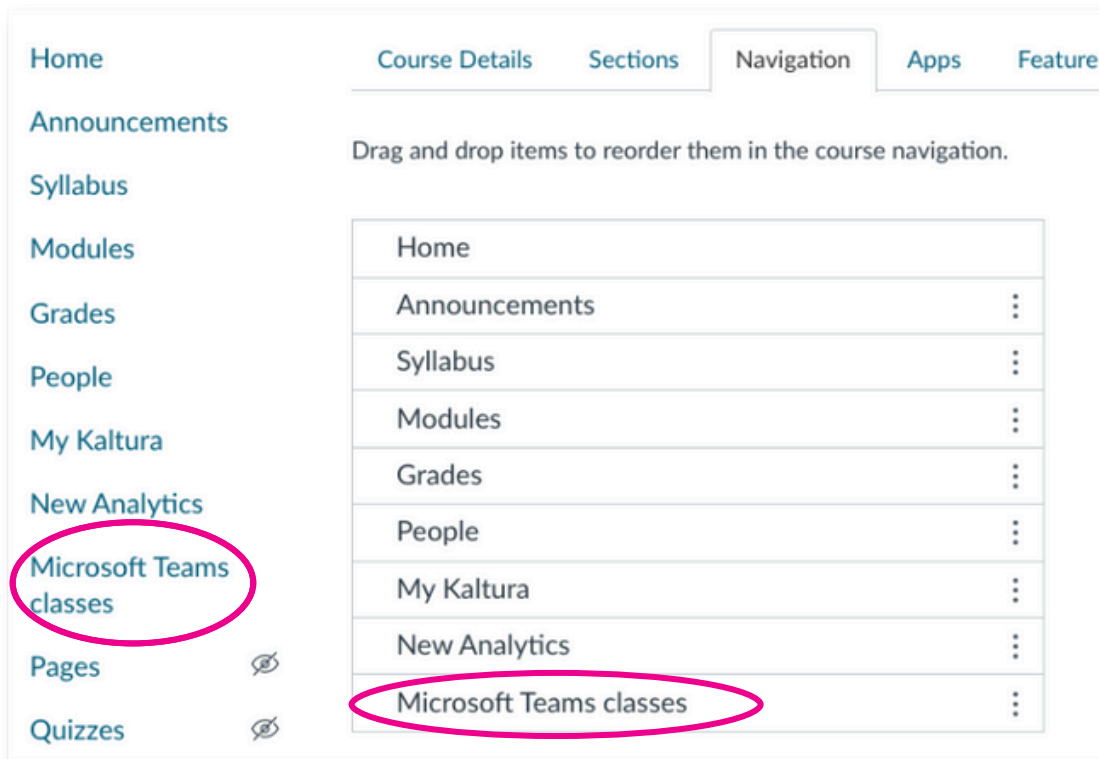 Home
Announcements
Syllabus
Modules
Grades
People
My Kaltura
New Analytics
Microsoft Teams
classes
Pages
Quizzes
Course Details Sections Navigation Apps Feature
Drag and drop items to reorder them in the course navigation.
Home
Announcements
Syllabus
Modules
Grades
People
My Kaltura
New Analytics
Microsoft Teams classes